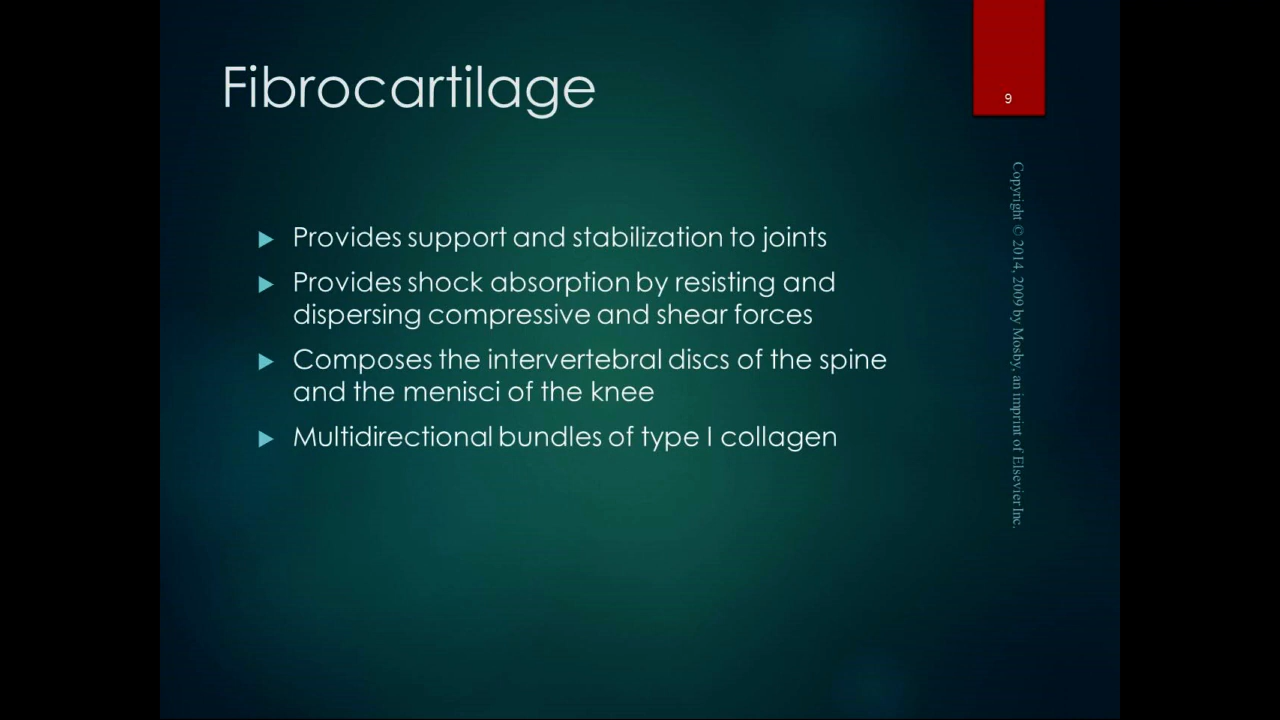 Fibrocartilage
9
Provides support and stabilization to joints
Provides shock absorption by resisting and
dispersing compressive and shear forces
Composes the intervertebral discs of the spine
and the menisci of the knee
Multidirectional bundles of type I collagen
Copyright © 2014, 2009 by Mosby, an imprint of Elsevier Inc.